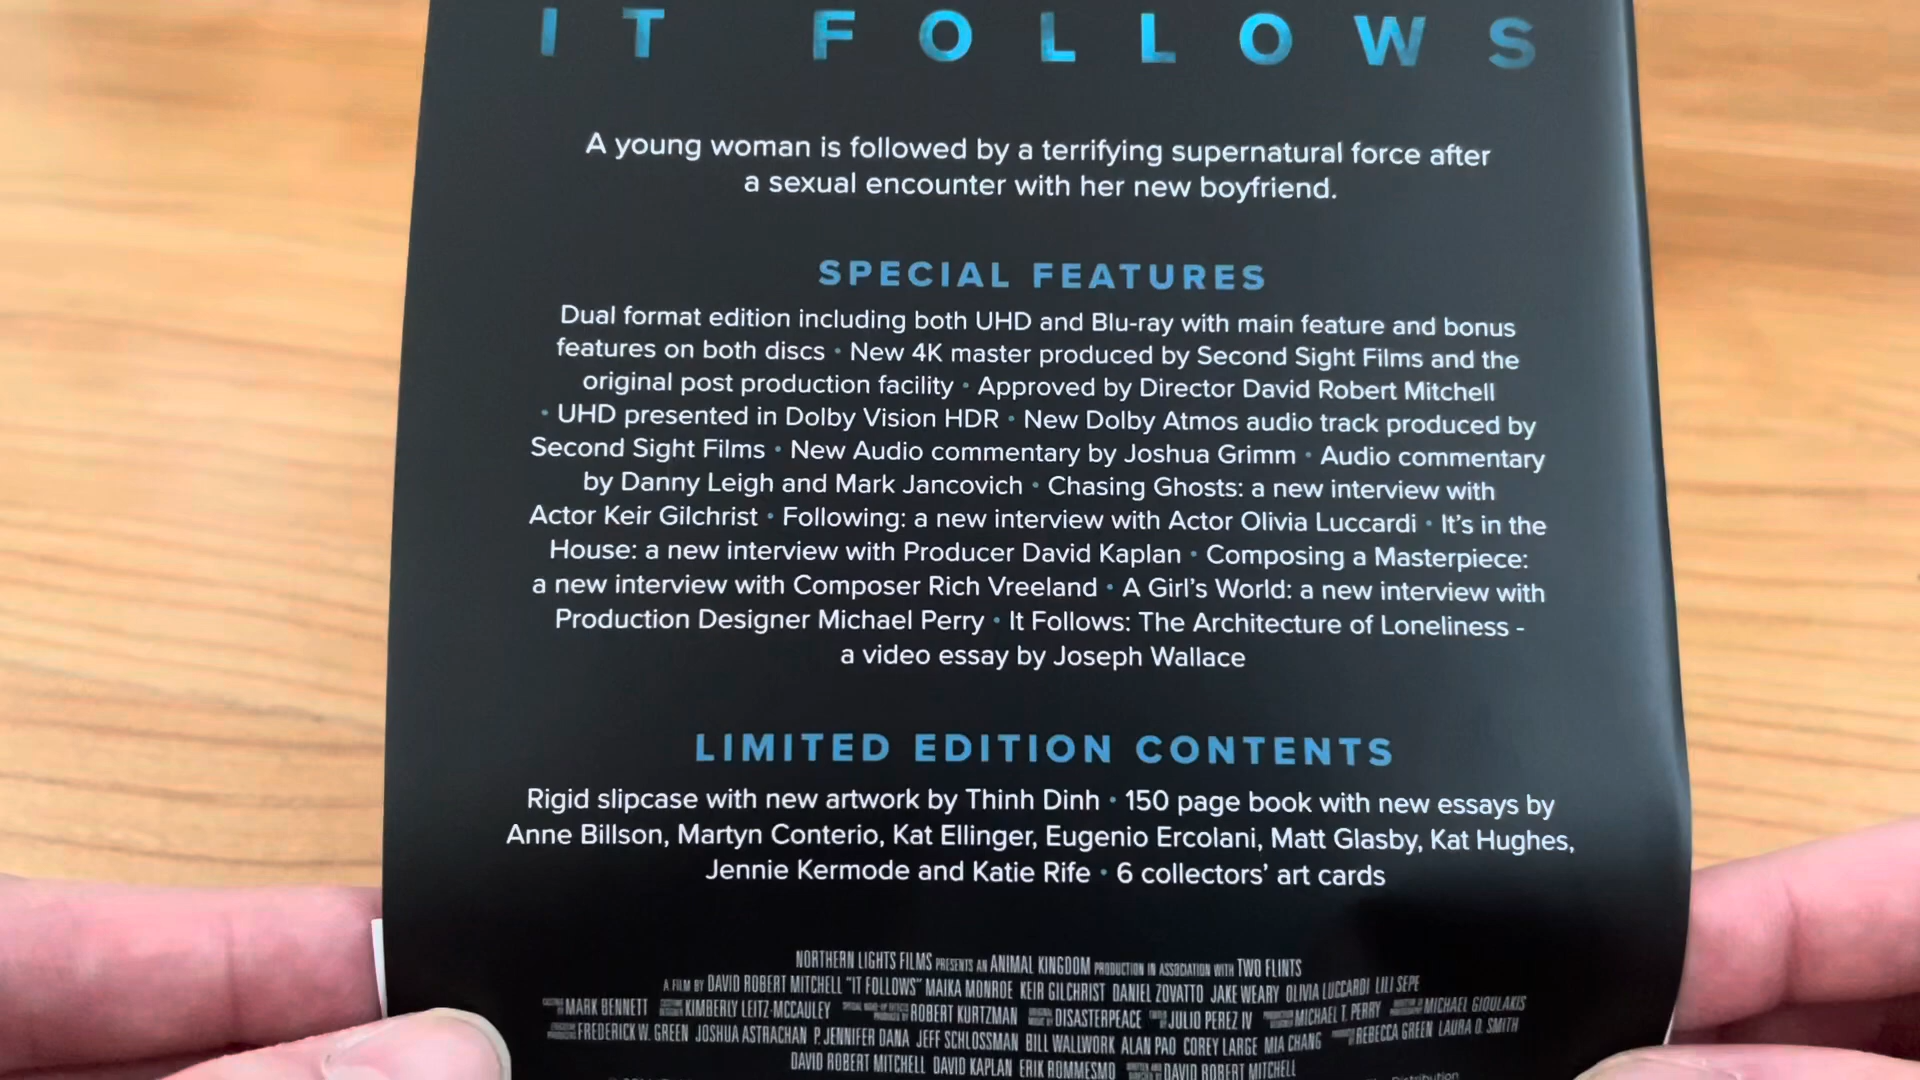 IT FOLLOWS
A young woman is followed by a terrifying supernatural force after
a sexual encounter with her new boyfriend.
SPECIAL FEATURES
Dual format edition including both UHD and Blu-ray with main feature and bonus
features on both discs • New 4K master produced by Second Sight Films and the
original post production facility • Approved by Director David Robert Mitchell
• UHD presented in Dolby Vision HDR • New Dolby Atmos audio track produced by
Second Sight Films • New Audio commentary by Joshua Grimm • Audio commentary
by Danny Leigh and Mark Jancovich • Chasing Ghosts: a new interview with
Actor Keir Gilchrist • Following: a new interview with Actor Olivia Luccardi • It's in the
House: a new interview with Producer David Kaplan • Composing a Masterpiece:
a new interview with Composer Rich Vreeland • A Girl's World: a new interview with
Production Designer Michael Perry • It Follows: The Architecture of Loneliness -
a video essay by Joseph Wallace
LIMITED EDITION CONTENTS
Rigid slipcase with new artwork by Thinh Dinh • 150 page book with new essays by
Anne Billson, Martyn Conterio, Kat Ellinger, Eugenio Ercolani, Matt Glasby, Kat Hughes,
Jennie Kermode and Katie Rife • 6 collectors' art cards
NORTHERN LIGHTS FILMS PRESENTS AN ANIMAL KINGDOM PRODUCTION IN ASSOCIATION WITH TWO FLINTS
A FILM BY DAVID ROBERT MITCHELL "IT FOLLOWS" MAIKA MONROE KEIR GILCHRIST DANIEL ZOVATTO JAKE WEARY OLIVIA LUCCARDI LILI SEPE
MARK BENNETT KIMBERLY LEITZ-MCCAULEY ROBERT KURTZMAN DISASTERPEACE JULIO PEREZ IV MICHAEL T. PERRY MICHAEL GIOULAKIS
FREDERICK W. GREEN JOSHUA ASTRACHAN P. JENNIFER DANA JEFF SCHLOSSMAN BILL WALLWORK ALAN PAO COREY LARGE MIA CHANG REBECCA GREEN LAURA D. SMITH
DAVID ROBERT MITCHELL DAVID KAPLAN ERIK ROMMESMO DAVID ROBERT MITCHELL
Distribution